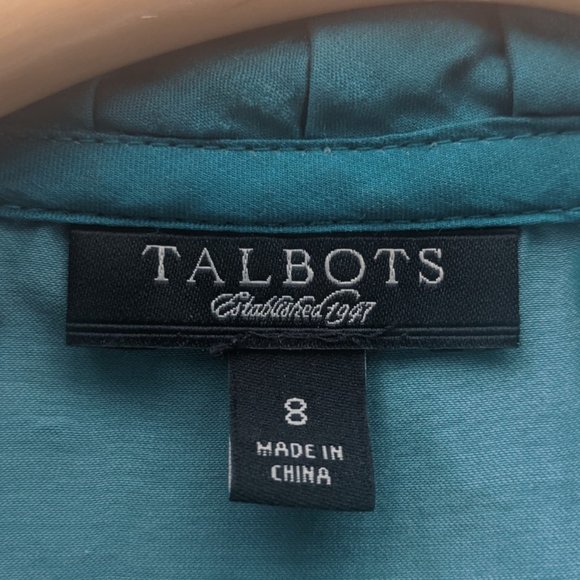 TALBOTS
Established 1947
8
MADE IN
CHINA